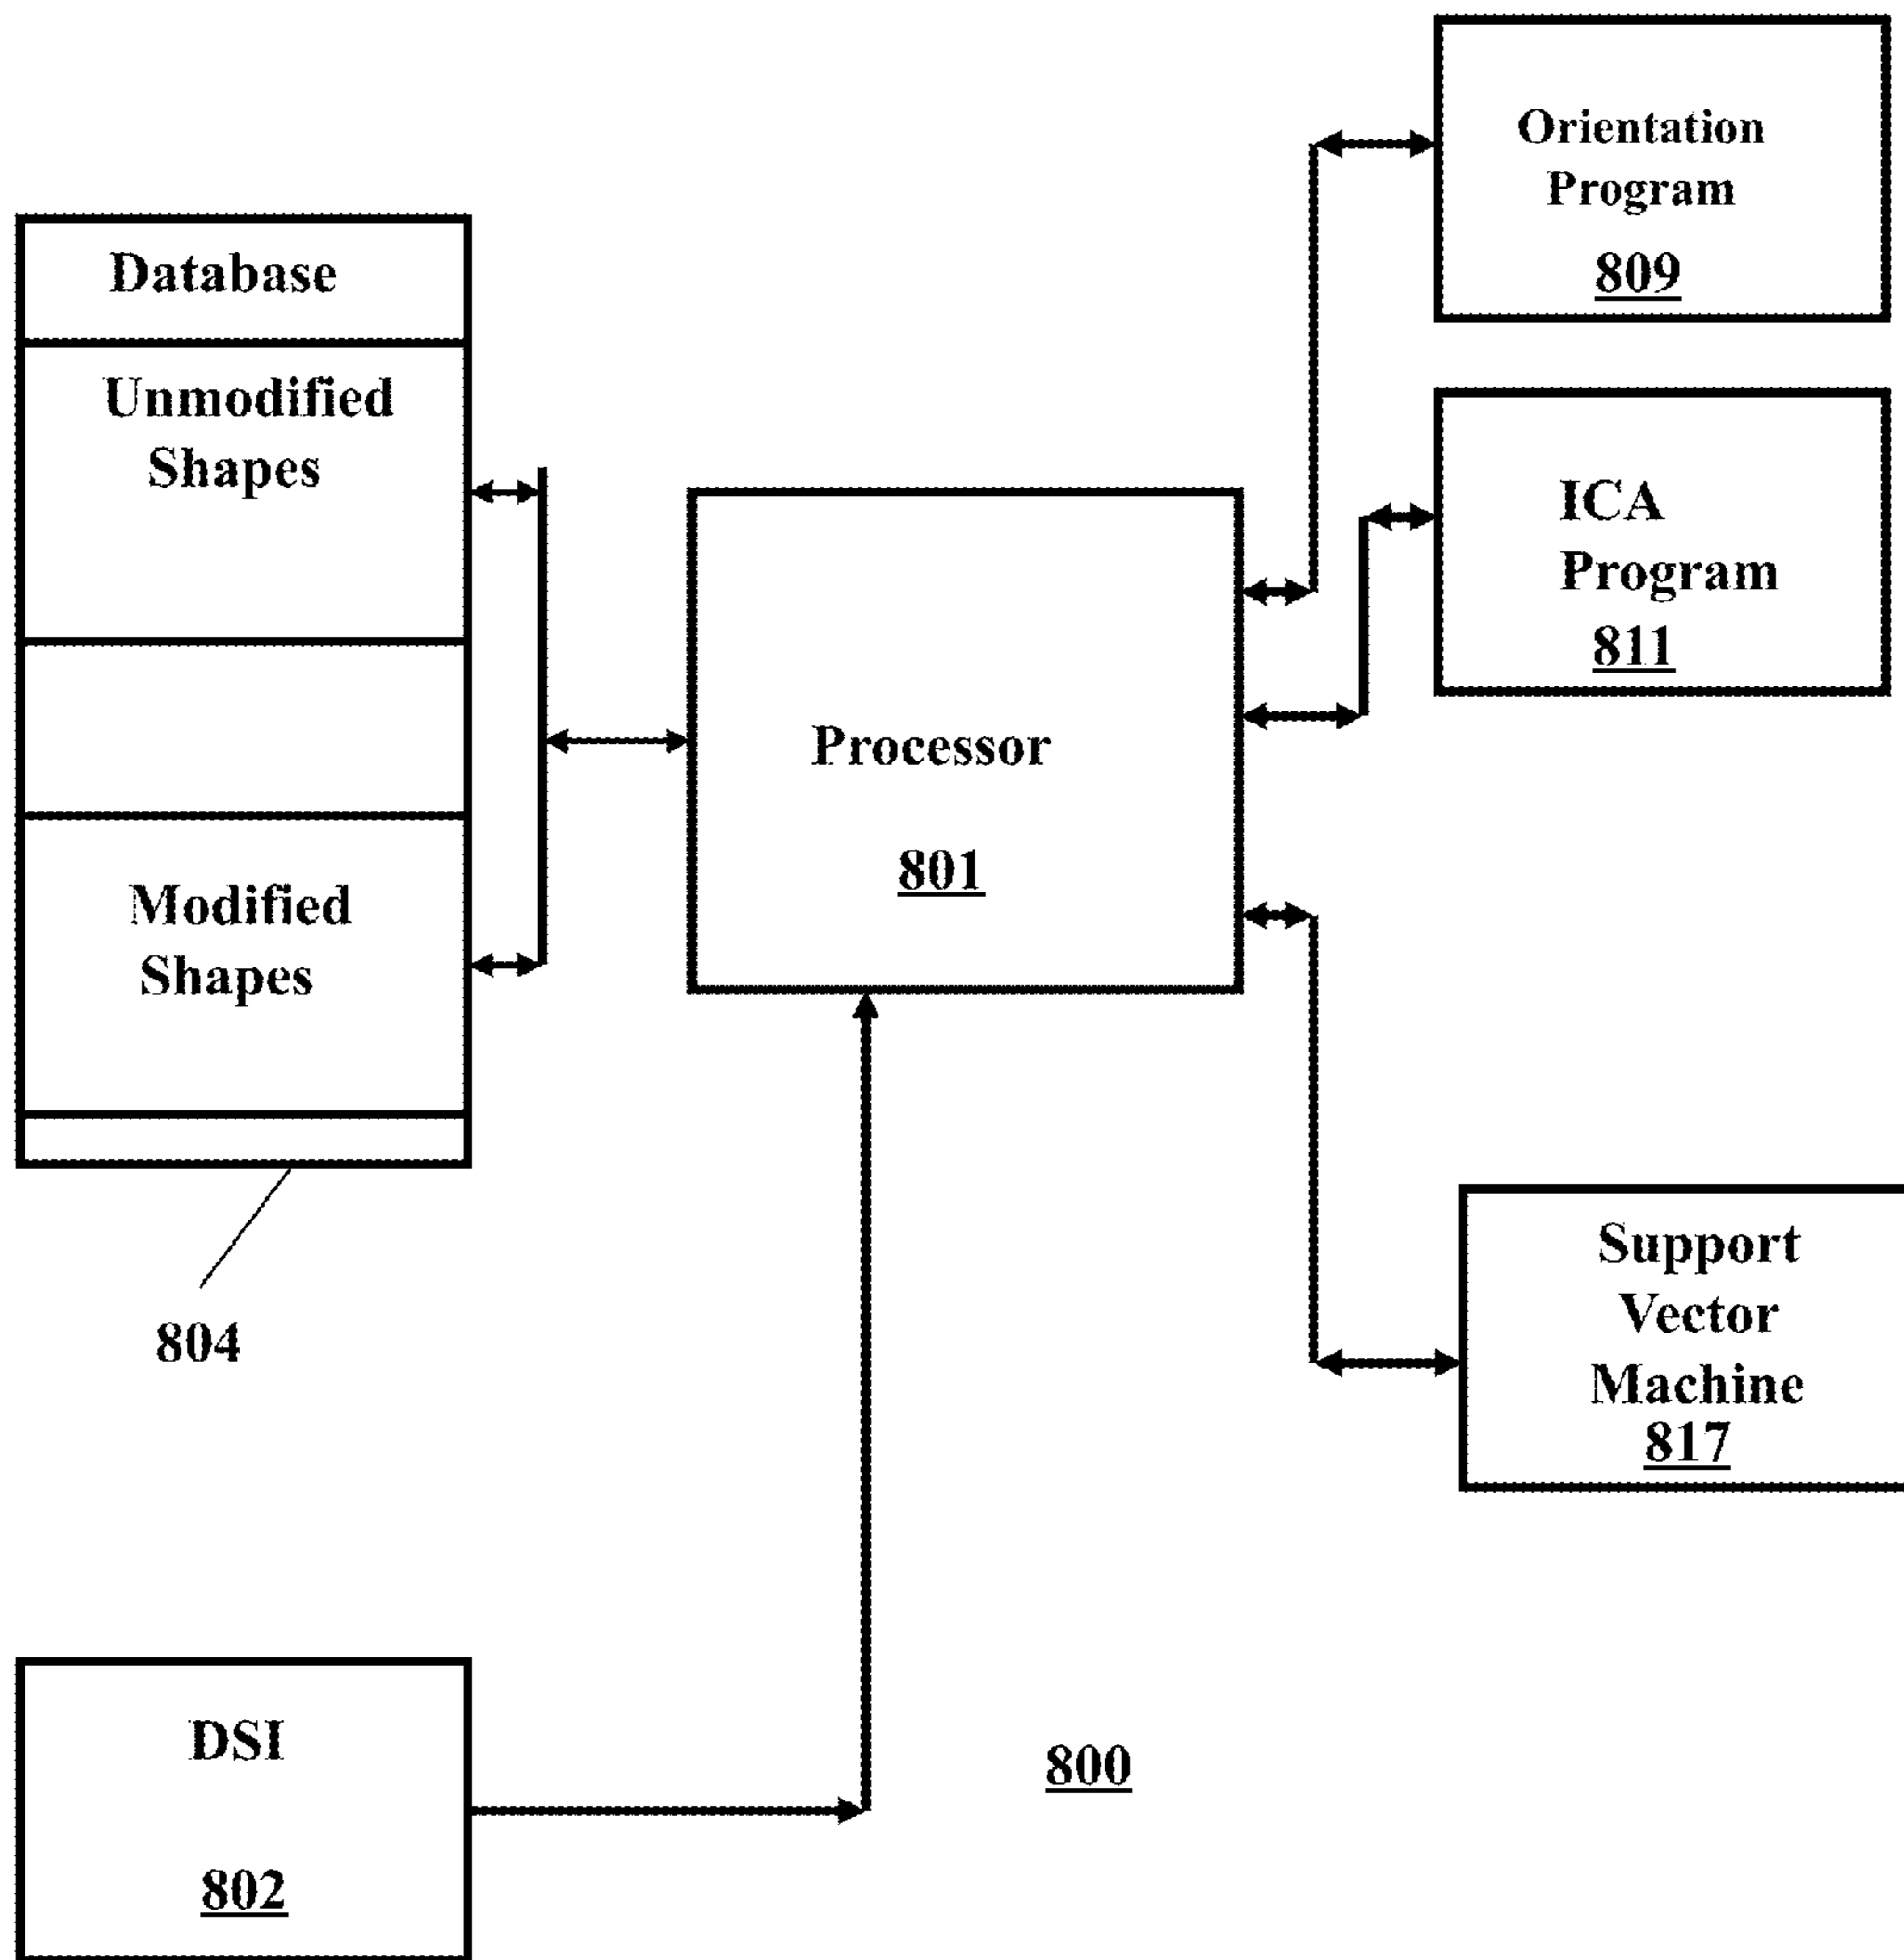 Database
Unmodified
Shapes
Modified
Shapes
804
DSI
802
Processor
801
800
Orientation
Program
809
ICA
Program
811
Support
Vector
Machine
817